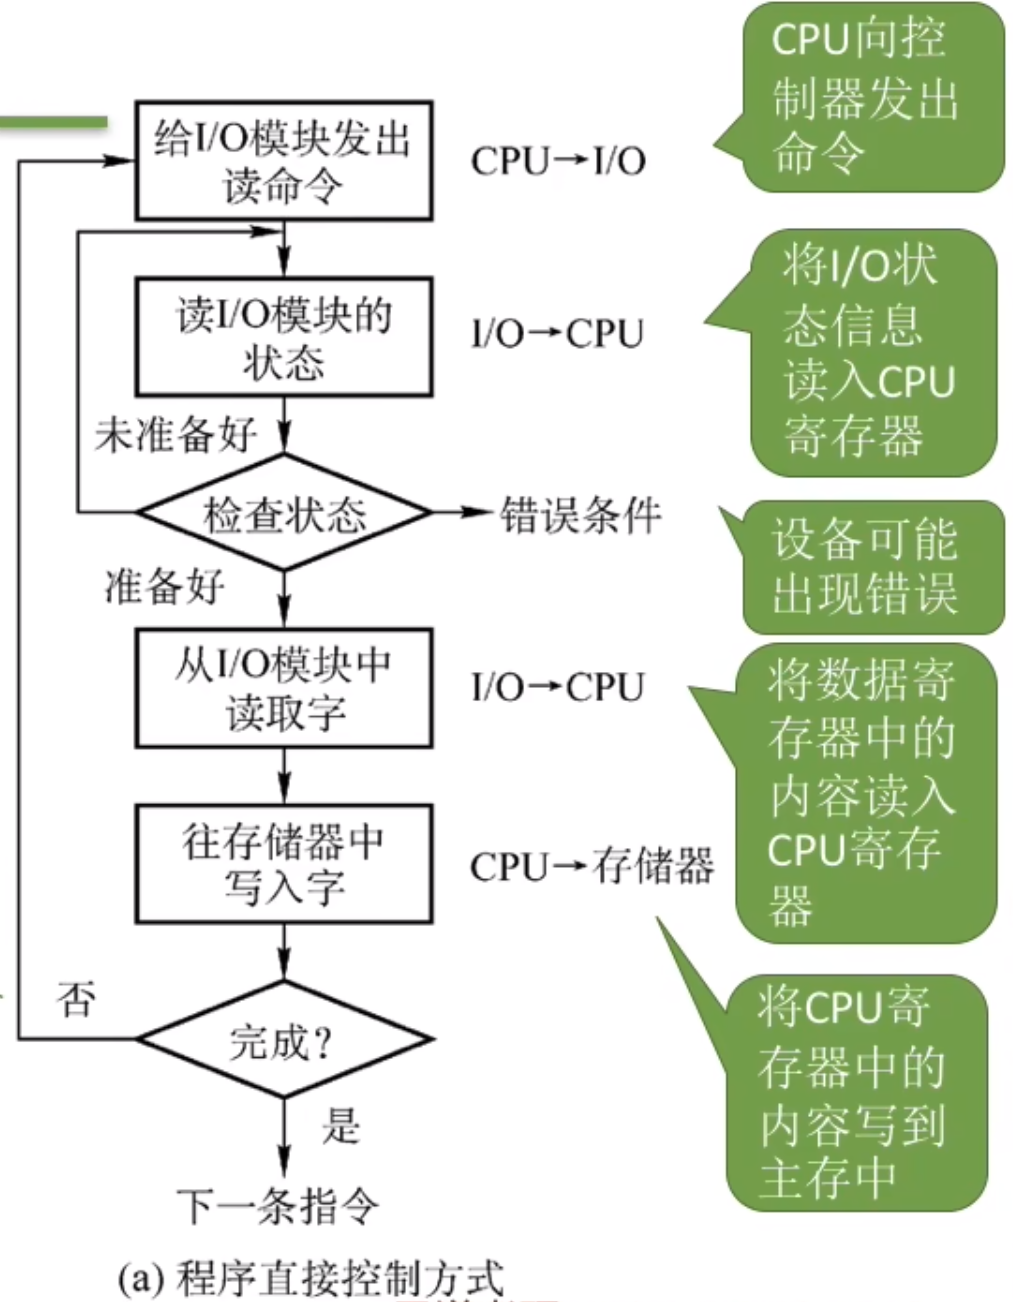 CPU向控
制器发出
命令
给I/O模块发出
读命令
CPU→I/O
将I/O状
态信息
读入CPU
寄存器
读I/O模块的
状态
I/O→CPU
未准备好
检查状态
错误条件
设备可能
出现错误
准备好
从I/O模块中
读取字
I/O→CPU
将数据寄
存器中的
内容读入
CPU寄存
器
往存储器中
写入字
CPU→存储器
将CPU寄
存器中的
内容写到
主存中
否
完成?
是
下一条指令
(a) 程序直接控制方式